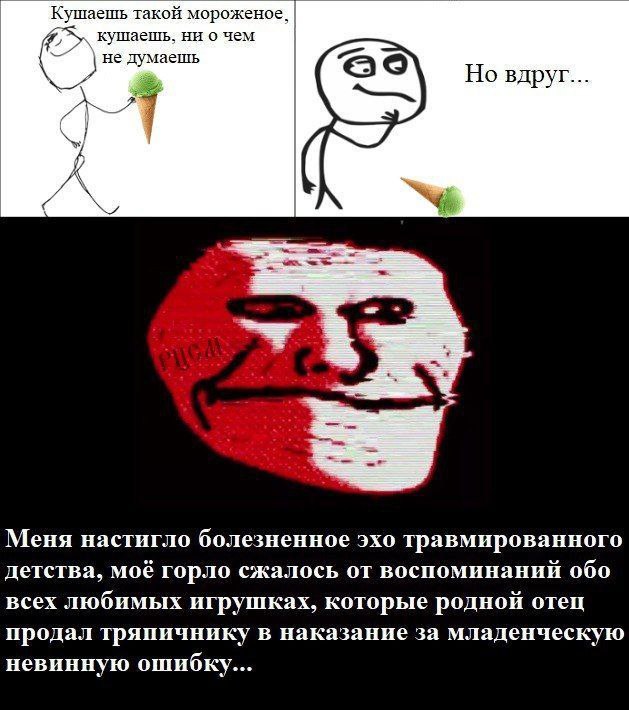 Кушаешь такой мороженое,
кушаешь, ни о чем
не думаешь
Но вдруг...
Меня настигло болезненное эхо травмированного
детства, моё горло сжалось от воспоминаний обо
всех любимых игрушках, которые родной отец
продал тряпичнику в наказание за младенческую
невинную ошибку...